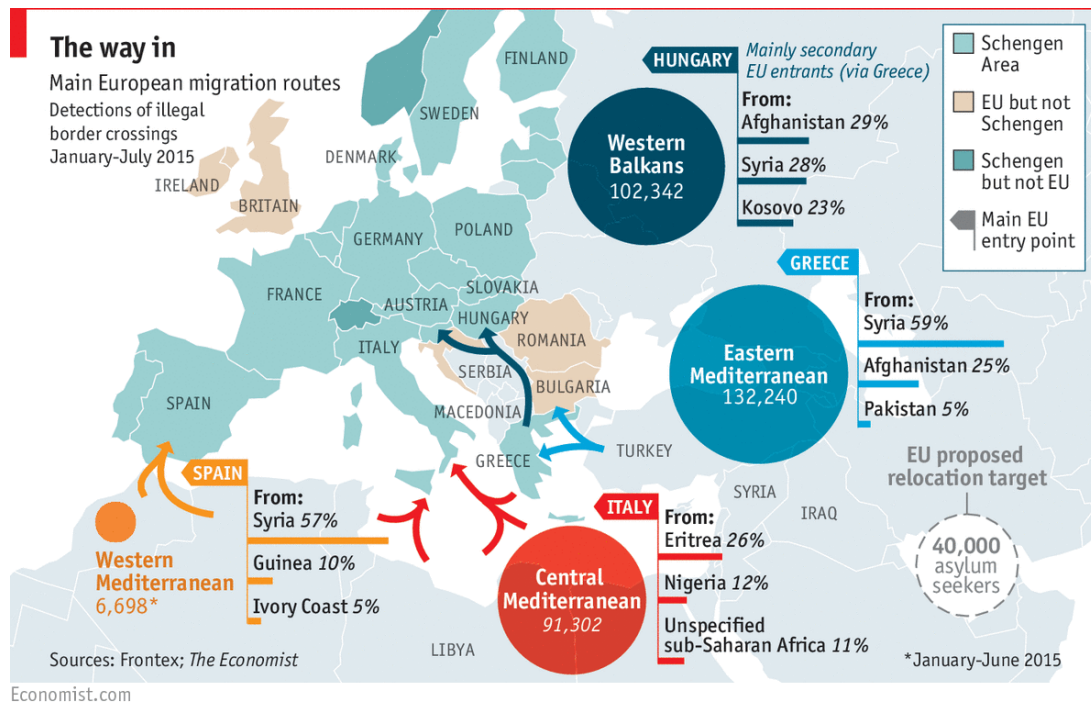 The way in
Main European migration routes
Detections of illegal
border crossings
January-July 2015
FINLAND
SWEDEN
DENMARK
IRELAND
BRITAIN
GERMANY
POLAND
FRANCE
SLOVAKIA
AUSTRIA
HUNGARY
ITALY
ROMANIA
SERBIA
BULGARIA
SPAIN
MACEDONIA
GREECE
TURKEY
SYRIA
IRAQ
LIBYA
HUNGARY
Mainly secondary
EU entrants (via Greece)
Western
Balkans
102,342
From:
Afghanistan 29%
Syria 28%
Kosovo 23%
Schengen
Area
EU but not
Schengen
Schengen
but not EU
Main EU
entry point
GREECE
Eastern
Mediterranean
132,240
From:
Syria 59%
Afghanistan 25%
Pakistan 5%
SPAIN
Western
Mediterranean
6,698*
From:
Syria 57%
Guinea 10%
Ivory Coast 5%
ITALY
Central
Mediterranean
91,302
From:
Eritrea 26%
Nigeria 12%
Unspecified
sub-Saharan Africa 11%
EU proposed
relocation target
40,000
asylum
seekers
Sources: Frontex; The Economist
*January-June 2015
Economist.com